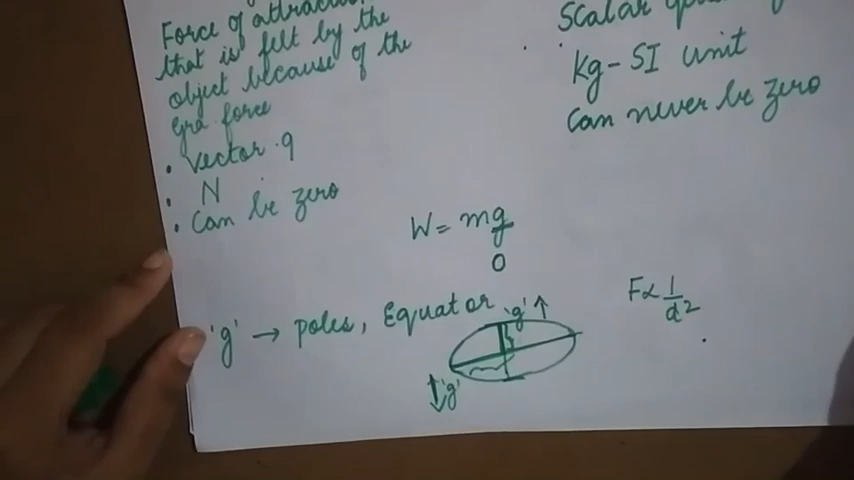 Force of attraction
that is felt by the
object because of the
gra force
• Vector .q
• N
• Can be zero
Scalar
Kg - SI unit
Can never be zero
W = mg
0
'g' → poles, Equator
'g' ↑
↓ 'g'
F ∝ 1/d²